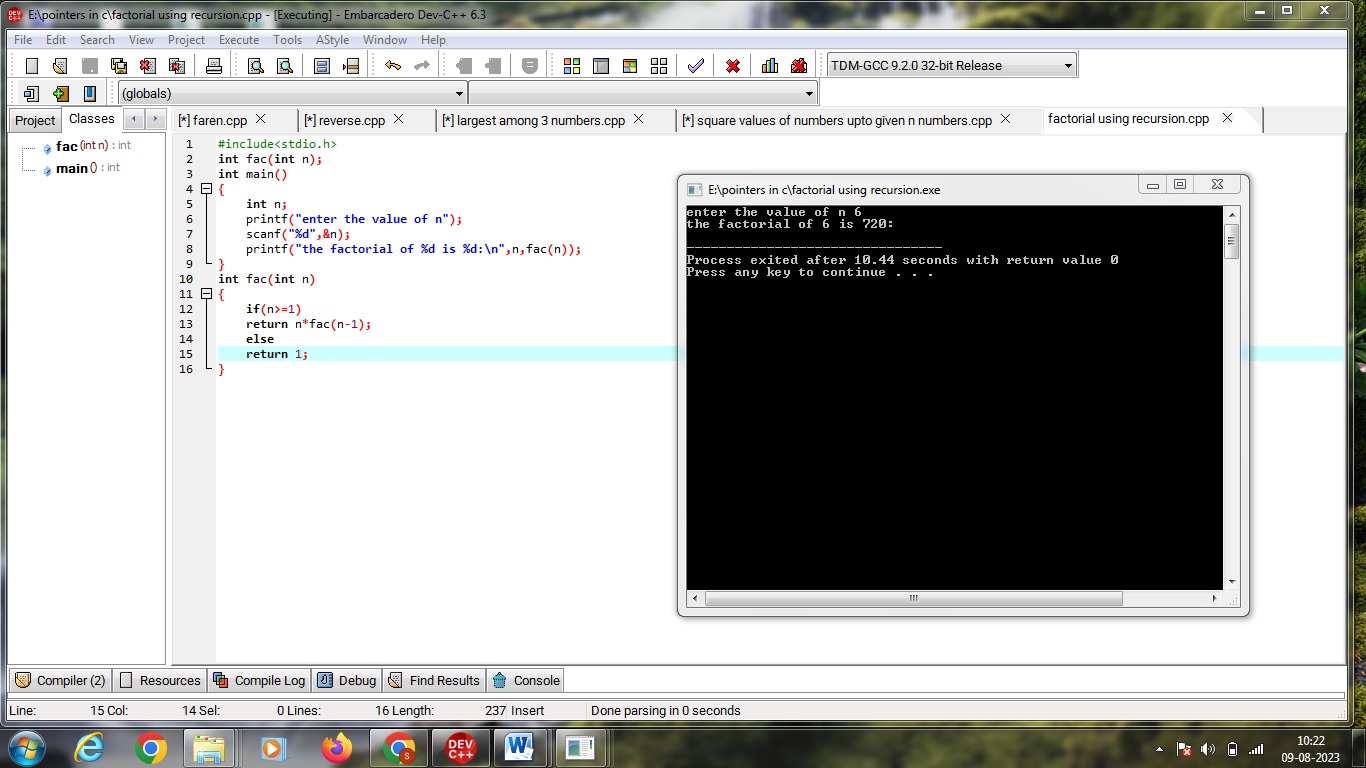 E:\pointers in c\factorial using recursion.cpp - [Executing] - Embarcadero Dev-C++ 6.3
File Edit Search View Project Execute Tools AStyle Window Help
TDM-GCC 9.2.0 32-bit Release
(globals)
Project Classes
[*] faren.cpp [*] reverse.cpp [*] largest among 3 numbers.cpp [*] square values of numbers upto given n numbers.cpp factorial using recursion.cpp
fac (int n) : int
main () : int
1 #include<stdio.h>
2 int fac(int n);
3 int main()
4 {
5 int n;
6 printf("enter the value of n");
7 scanf("%d",&n);
8 printf("the factorial of %d is %d:\n",n,fac(n));
9 }
10 int fac(int n)
11 {
12 if(n>=1)
13 return n*fac(n-1);
14 else
15 return 1;
16 }
E:\pointers in c\factorial using recursion.exe
enter the value of n 6
the factorial of 6 is 720:
--------------------------------
Process exited after 10.44 seconds with return value 0
Press any key to continue . . .
Compiler (2) Resources Compile Log Debug Find Results Console
Line: 15 Col: 14 Sel: 0 Lines: 16 Length: 237 Insert Done parsing in 0 seconds
DEV C++
S
W
10:22
09-08-2023